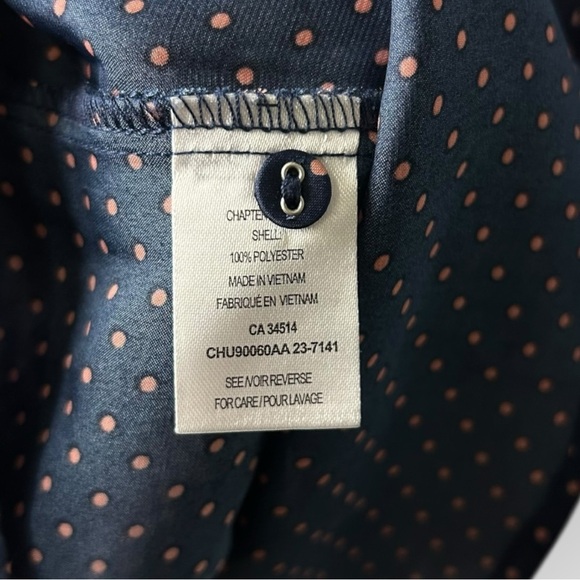 SHELL:
100% POLYESTER
MADE IN VIETNAM
FABRIQUÉ EN VIETNAM
CA 34514
CHU90060AA 23-7141
SEE/VOIR REVERSE
FOR CARE/POUR LAVAGE